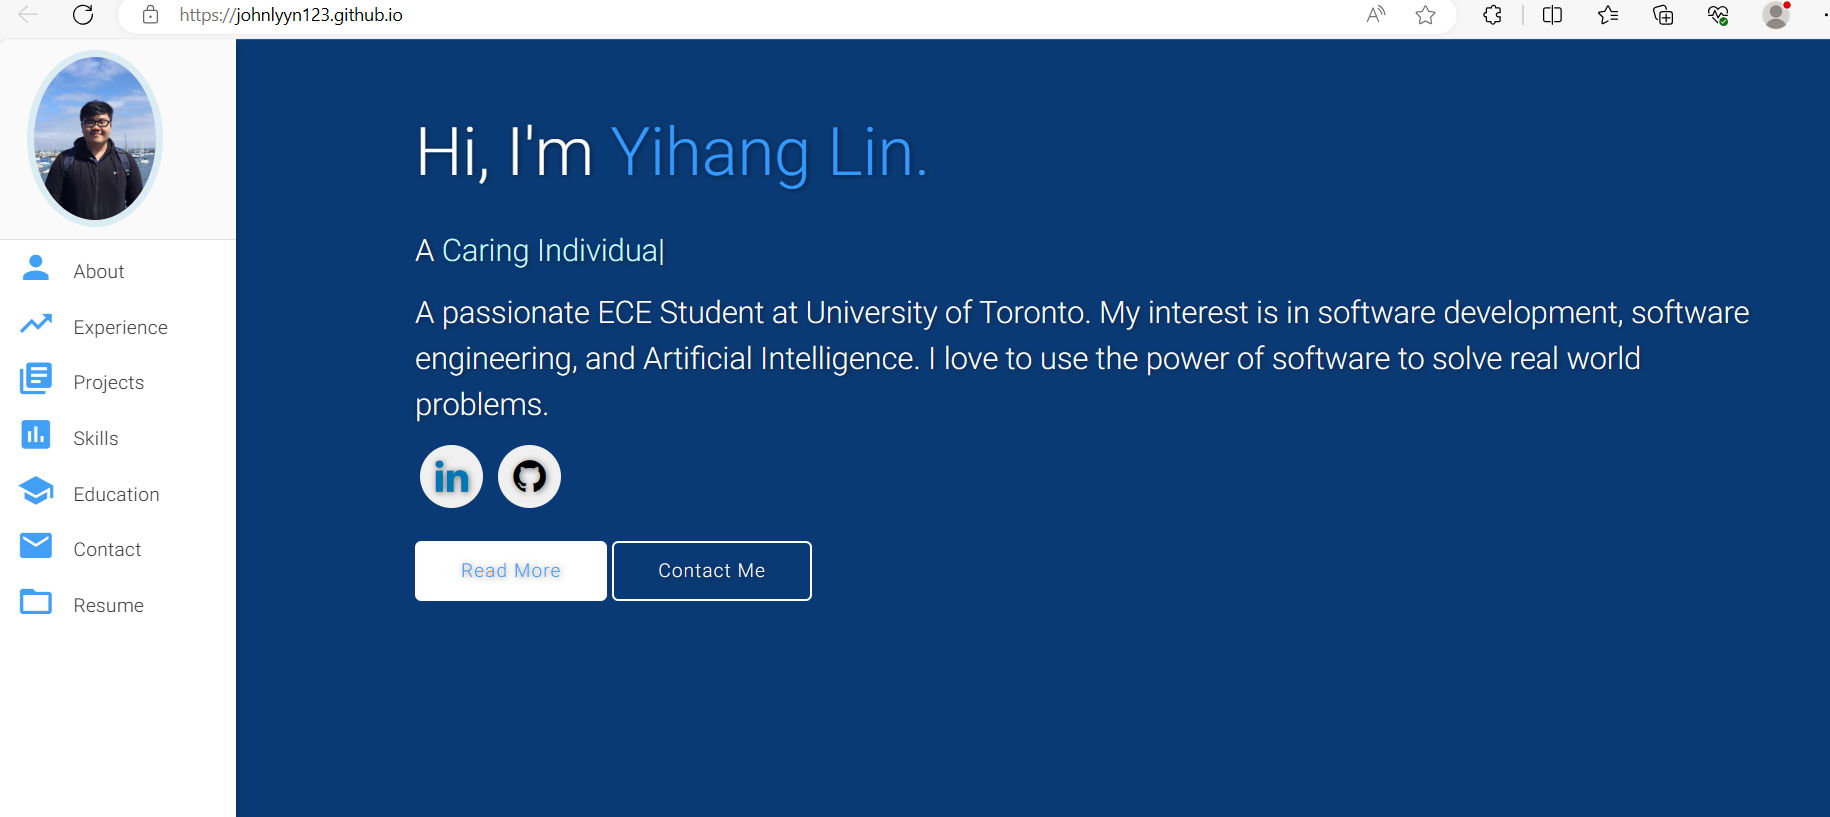 https://johnlyyn123.github.io
Hi, I'm Yihang Lin.
A Caring Individua|
A passionate ECE Student at University of Toronto. My interest is in software development, software
engineering, and Artificial Intelligence. I love to use the power of software to solve real world
problems.
in
Read More
Contact Me
About
Experience
Projects
Skills
Education
Contact
Resume